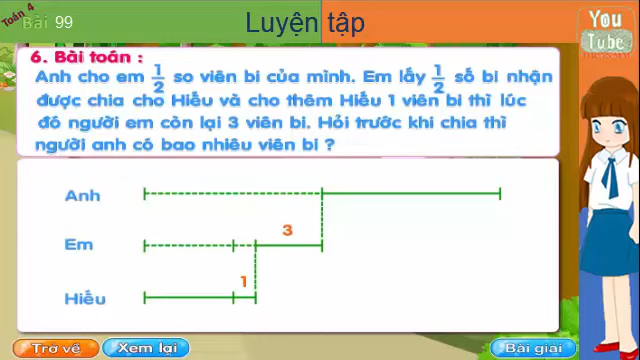 Toán 4
Bài 99
Luyện tập
You
Tube
6. Bài toán :
Anh cho em 1/2 số viên bi của mình. Em lấy 1/2 số bi nhận
được chia cho Hiếu và cho thêm Hiếu 1 viên bi thì lúc
đó người em còn lại 3 viên bi. Hỏi trước khi chia thì
người anh có bao nhiêu viên bi ?
Anh
Em
3
1
Hiếu
Trở về
Xem lại
Bài giải